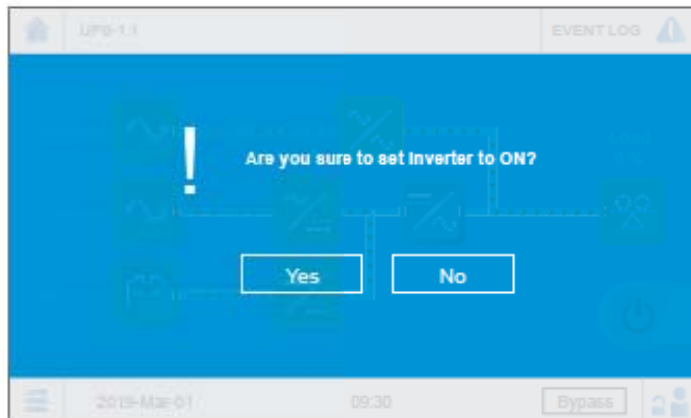 UPS-1.1
EVENT LOG
Are you sure to set Inverter to ON?
Yes
No
2019-Mar-01
09:30
Bypass